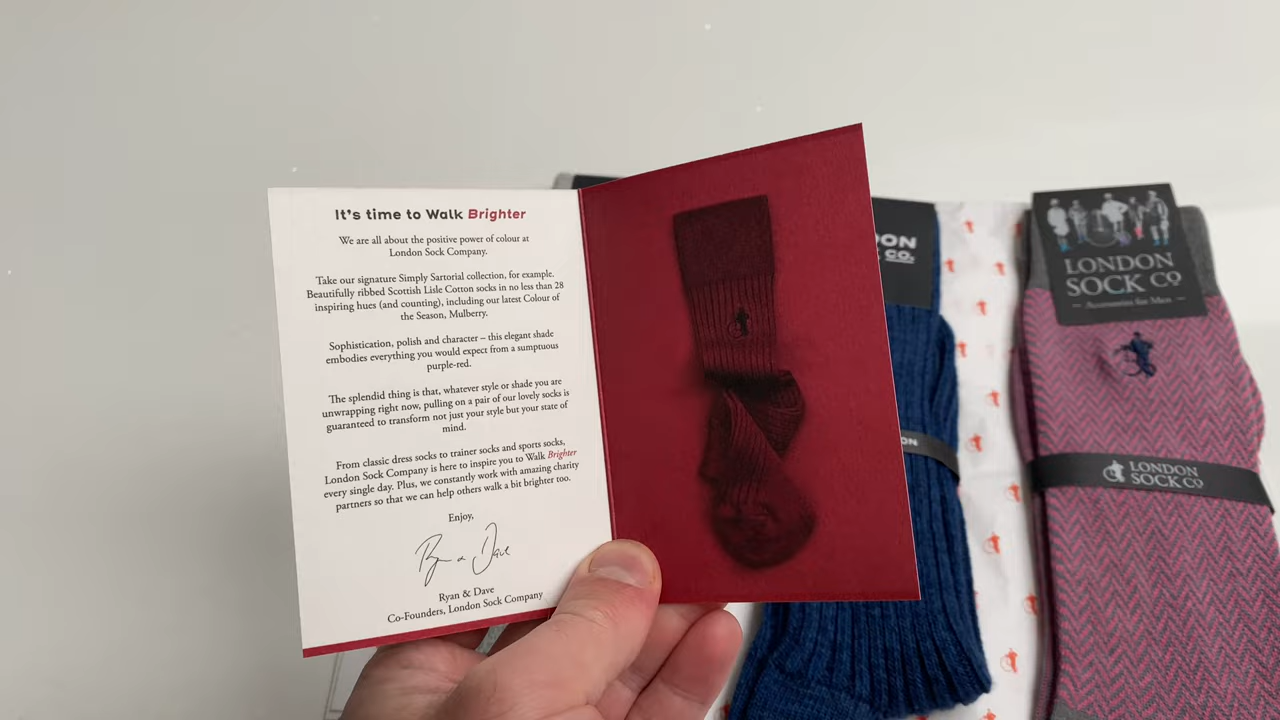 It's time to Walk Brighter
We are all about the positive power of colour at
London Sock Company.
Take our signature Simply Sartorial collection, for example.
Beautifully ribbed Scottish Lisle Cotton socks in no less than 28
inspiring hues (and counting), including our latest Colour of
the Season, Mulberry.
Sophistication, polish and character – this elegant shade
embodies everything you would expect from a sumptuous
purple-red.
The splendid thing is that, whatever style or shade you are
unwrapping right now, pulling on a pair of our lovely socks is
guaranteed to transform not just your style but your state of
mind.
From classic dress socks to trainer socks and sports socks,
London Sock Company is here to inspire you to Walk Brighter
every single day. Plus, we constantly work with amazing charity
partners so that we can help others walk a bit brighter too.
Enjoy,
Ryan & Dave
Ryan & Dave
Co-Founders, London Sock Company
DON
K CO.
ON
LONDON
SOCK Co
— Accessories for Men —
LONDON
SOCK Co